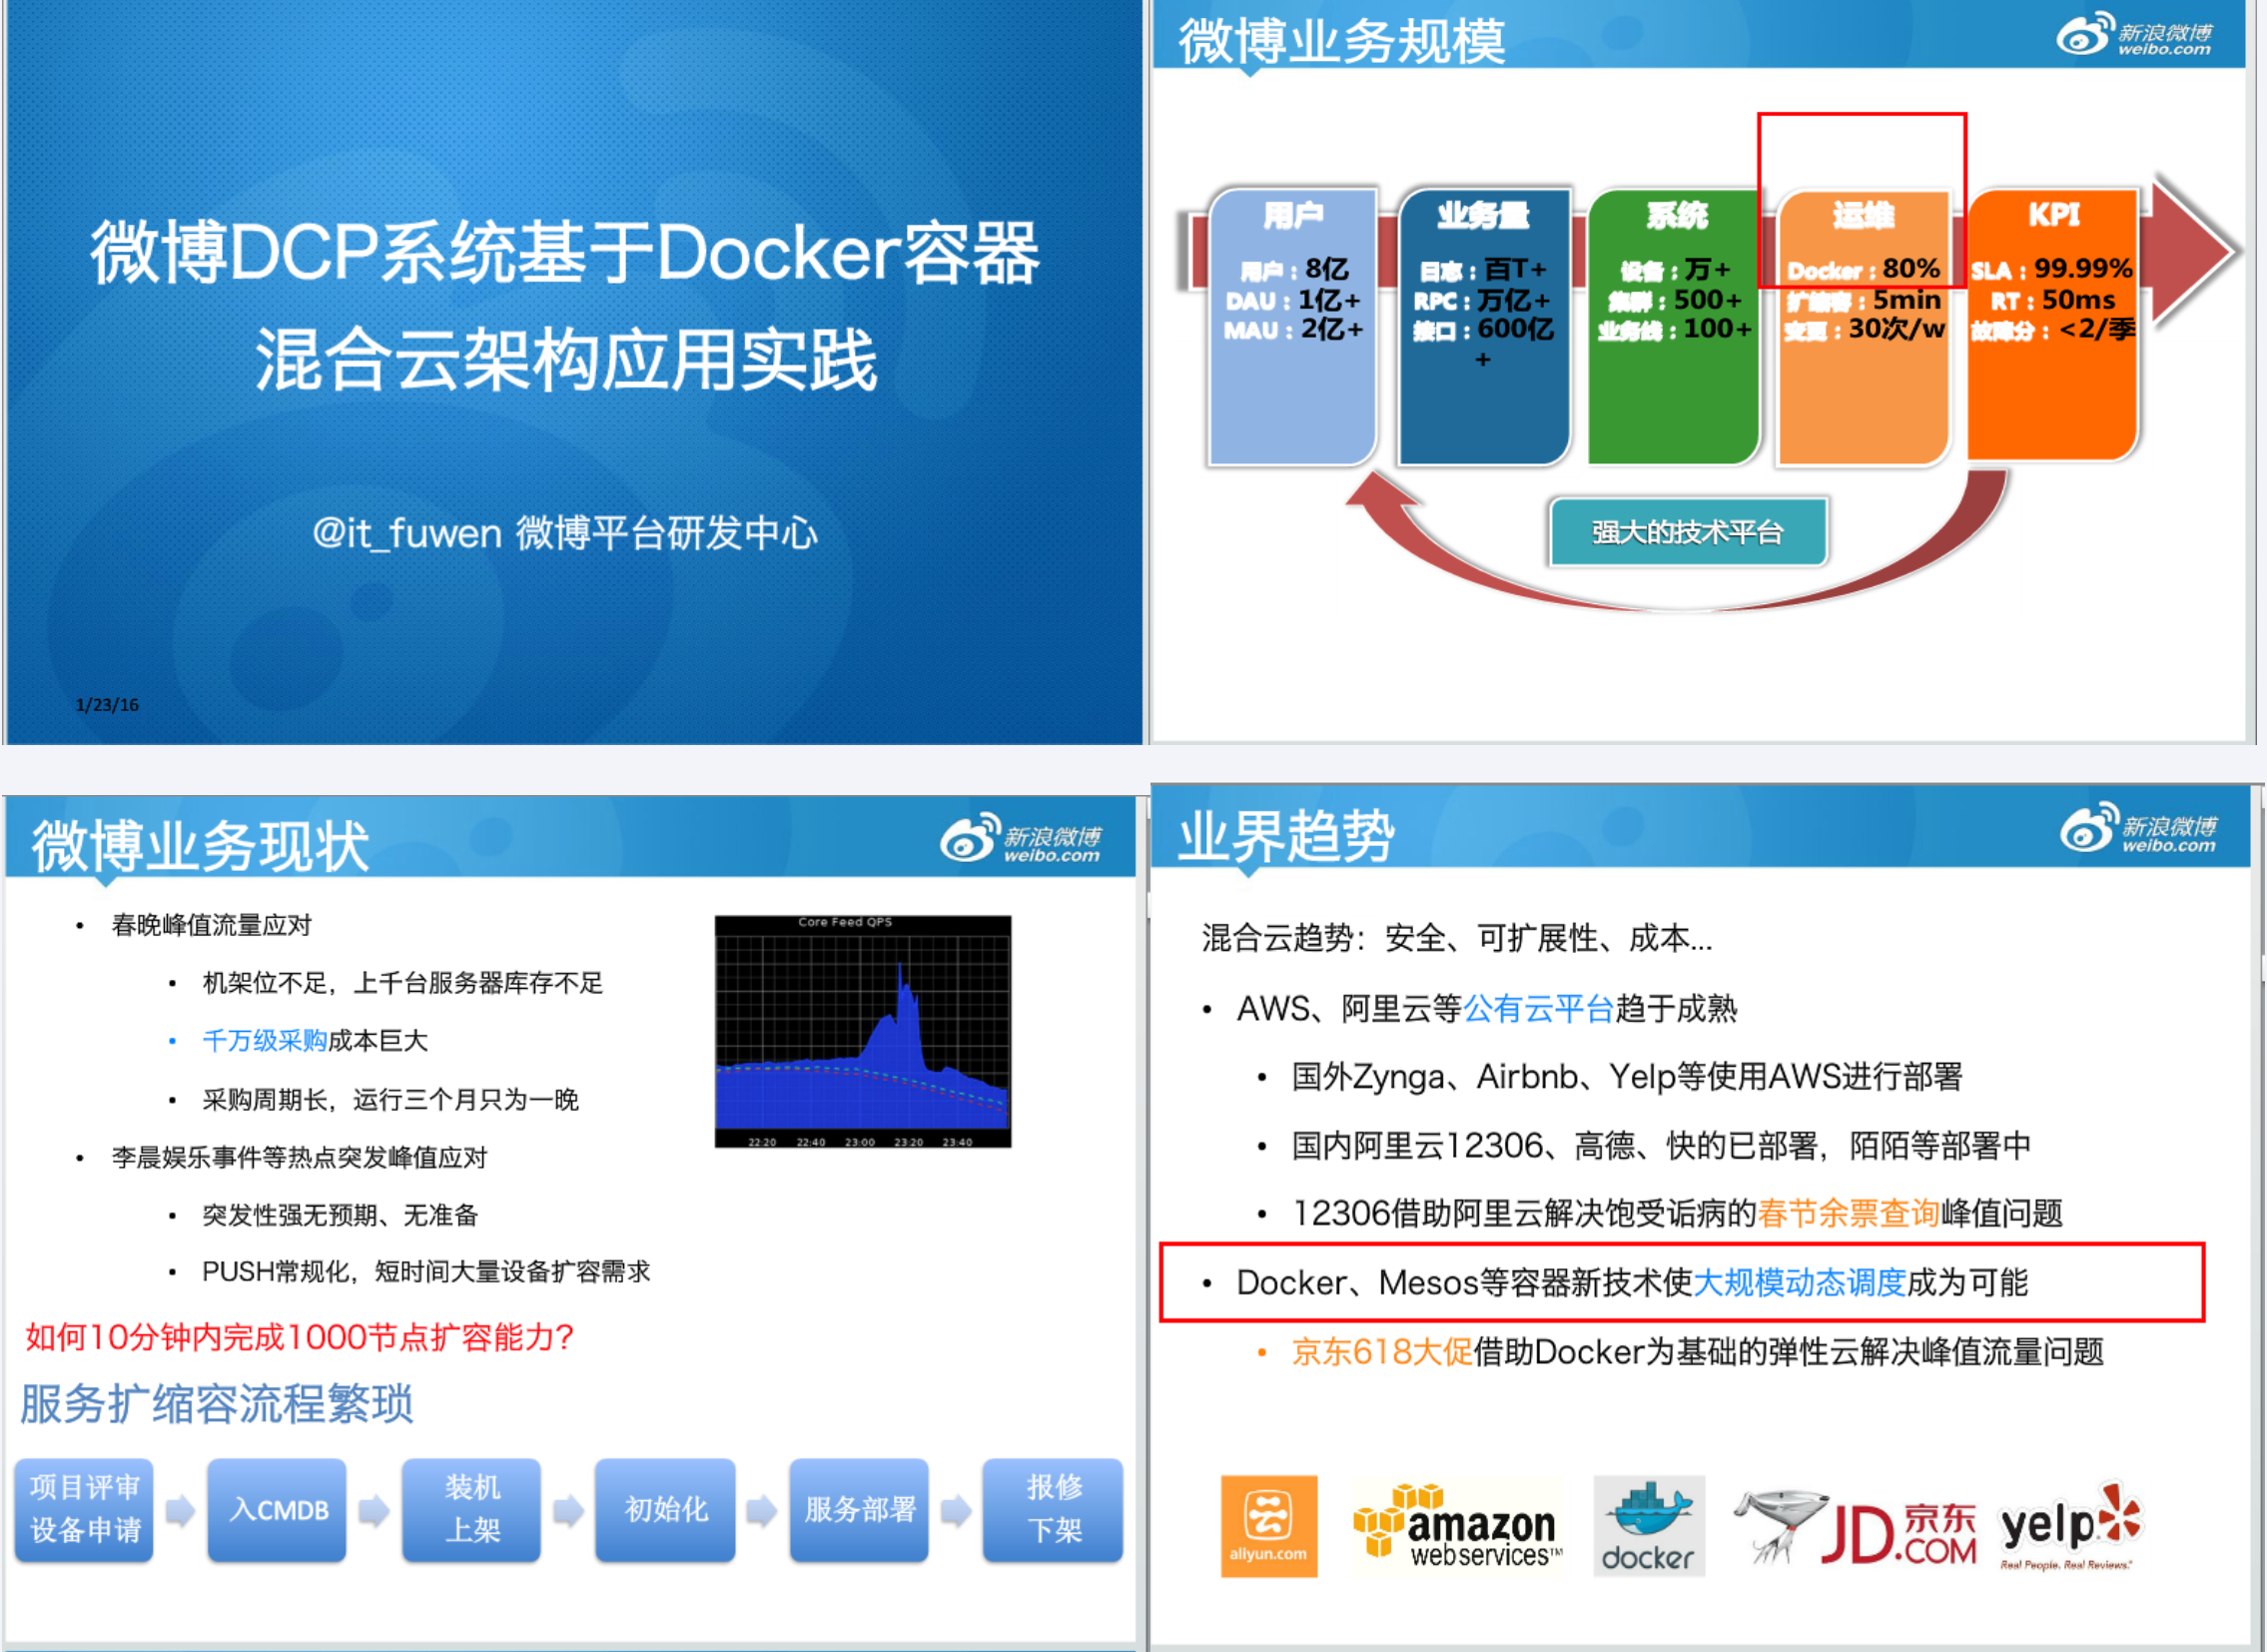 微博DCP系统基于Docker容器
混合云架构应用实践
@it_fuwen 微博平台研发中心
1/23/16
微博业务规模
新浪微博
weibo.com
用户
用户：8亿
DAU：1亿+
MAU：2亿+
业务量
日志：百T+
RPC：万亿+
接口：600亿
+
系统
设备：万+
集群：500+
业务线：100+
运维
Docker：80%
扩缩容：5min
变更：30次/w
KPI
SLA：99.99%
RT：50ms
故障分：<2/季
强大的技术平台
微博业务现状
新浪微博
weibo.com
• 春晚峰值流量应对
• 机架位不足，上千台服务器库存不足
• 千万级采购成本巨大
• 采购周期长，运行三个月只为一晚
• 李晨娱乐事件等热点突发峰值应对
• 突发性强无预期、无准备
• PUSH常规化，短时间大量设备扩容需求
Core Feed QPS
22:20 22:40 23:00 23:20 23:40
如何10分钟内完成1000节点扩容能力？
服务扩缩容流程繁琐
项目评审
设备申请
入CMDB
装机
上架
初始化
服务部署
报修
下架
业界趋势
新浪微博
weibo.com
混合云趋势：安全、可扩展性、成本...
• AWS、阿里云等公有云平台趋于成熟
• 国外Zynga、Airbnb、Yelp等使用AWS进行部署
• 国内阿里云12306、高德、快的已部署，陌陌等部署中
• 12306借助阿里云解决饱受诟病的春节余票查询峰值问题
• Docker、Mesos等容器新技术使大规模动态调度成为可能
• 京东618大促借助Docker为基础的弹性云解决峰值流量问题
aliyun.com
amazon
webservices™
docker
JD.COM 京东
yelp
Real People. Real Reviews.®